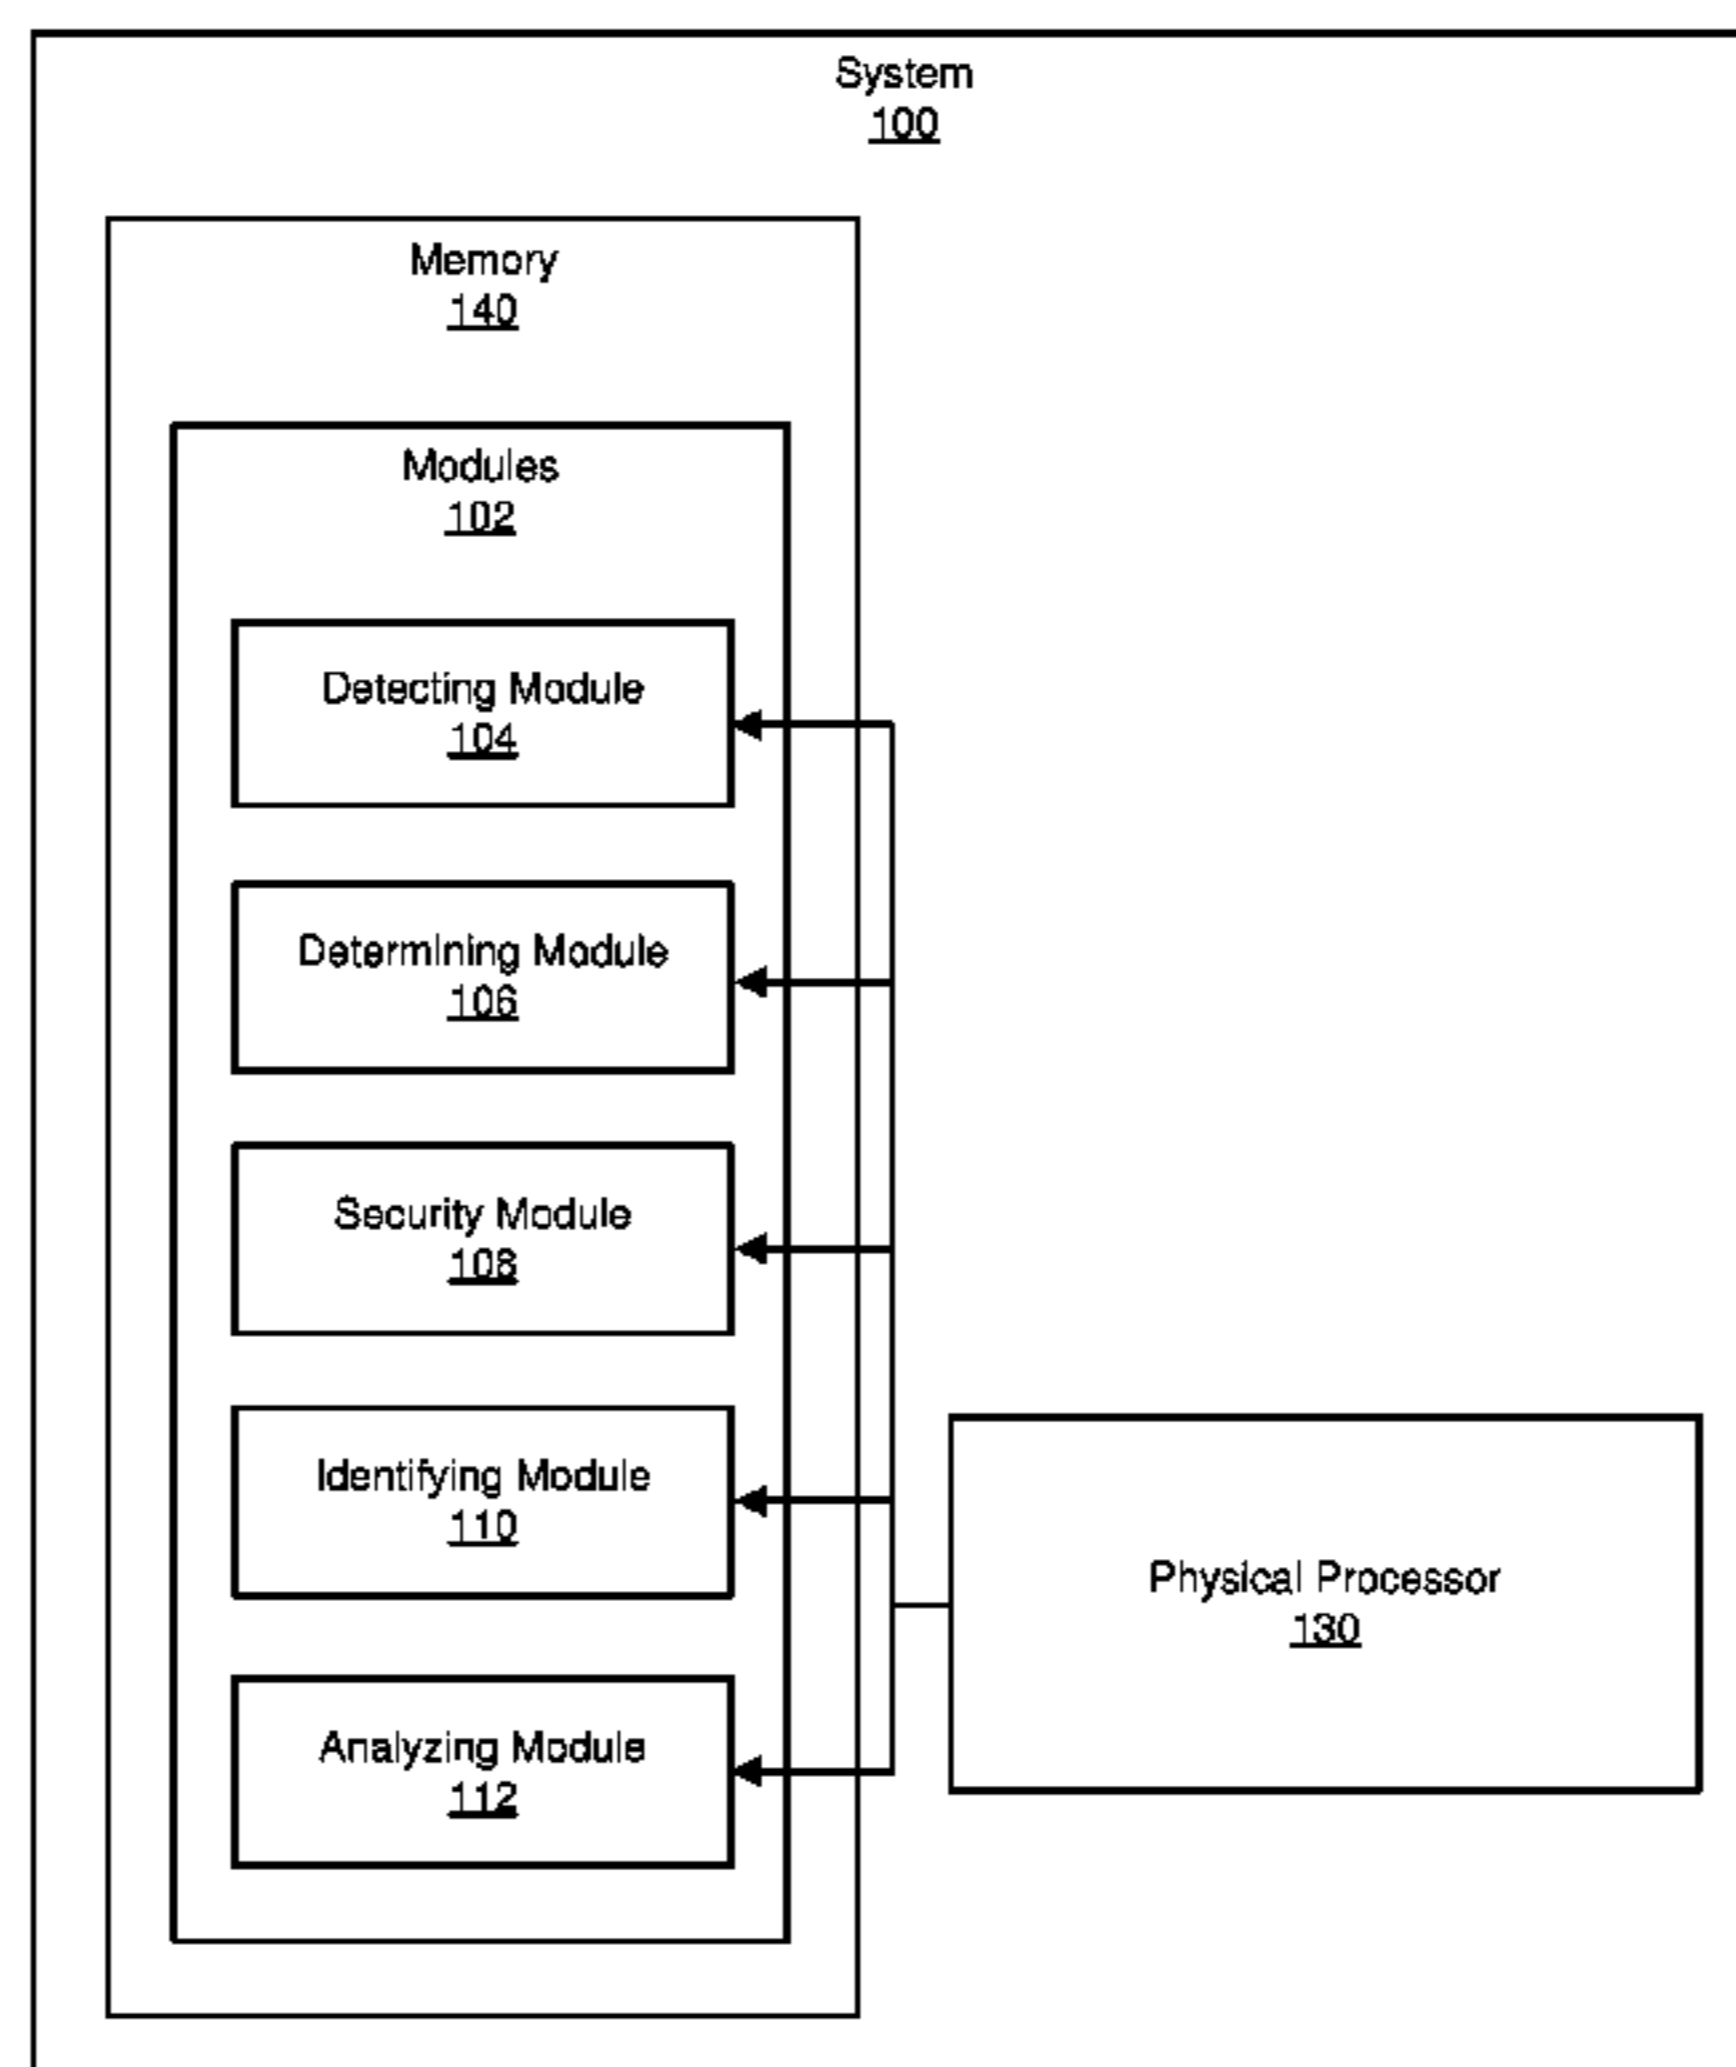 System
100
Memory
140
Modules
102
Detecting Module
104
Determining Module
106
Security Module
108
Identifying Module
110
Analyzing Module
112
Physical Processor
130